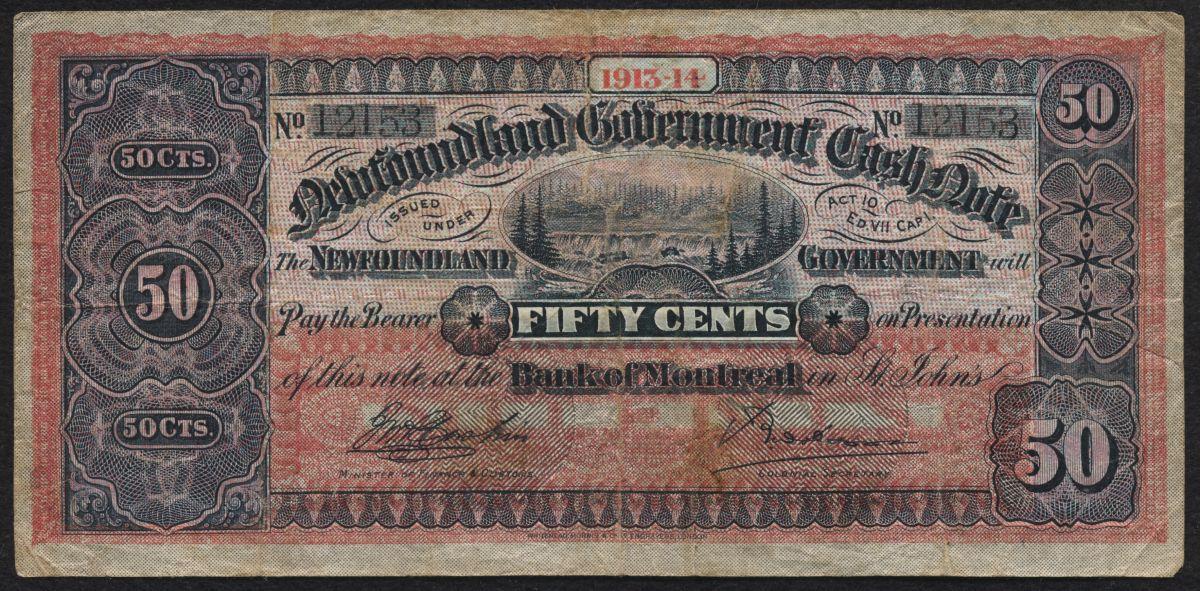 1913-14
50 CTS.
50
No 12153
No 12153
Newfoundland Government Cash Note
ISSUED UNDER
ACT 10 ED. VII CAP I.
The NEWFOUNDLAND GOVERNMENT will
50
Pay the Bearer FIFTY CENTS on Presentation
of this note at the Bank of Montreal in St. John's
50 CTS.
50
MINISTER OF FINANCE & CUSTOMS
COLONIAL SECRETARY